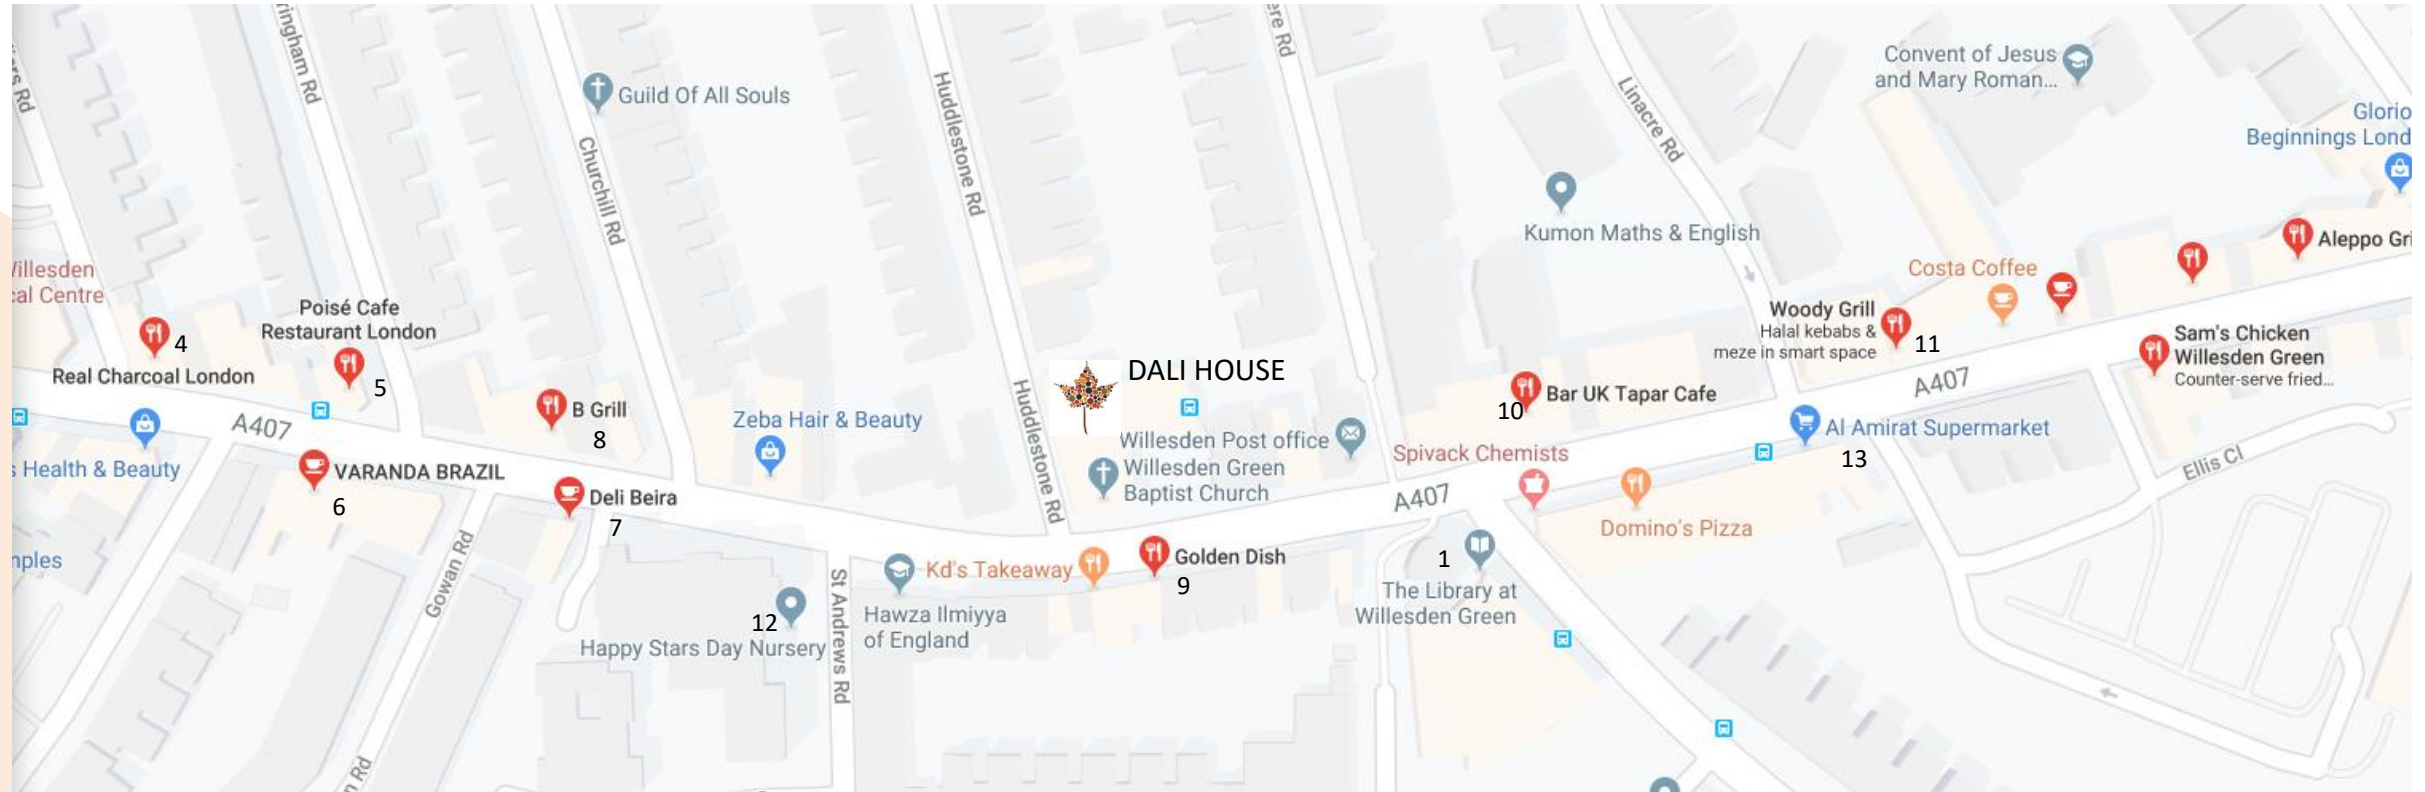 ringham Rd
Guild Of All Souls
Churchill Rd
Huddlestone Rd
Linacre Rd
Convent of Jesus
and Mary Roman...
Glorio
Beginnings Lond
Kumon Maths & English
Aleppo Gri
Costa Coffee
Woody Grill
Halal kebabs &
meze in smart space
11
Sam's Chicken
Willesden Green
Counter-serve fried...
A407
Willesden
cal Centre
4
Real Charcoal London
Poisé Cafe
Restaurant London
5
A407
s Health & Beauty
VARANDA BRAZIL
6
B Grill
8
Deli Beira
7
Zeba Hair & Beauty
Huddlestone Rd
DALI HOUSE
Willesden Post office
Willesden Green
Baptist Church
10
Bar UK Tapar Cafe
Spivack Chemists
A407
Al Amirat Supermarket
13
Ellis Cl
Domino's Pizza
Gowan Rd
12
Happy Stars Day Nursery
St Andrews Rd
Hawza Ilmiyya
of England
Kd's Takeaway
Golden Dish
9
1
The Library at
Willesden Green